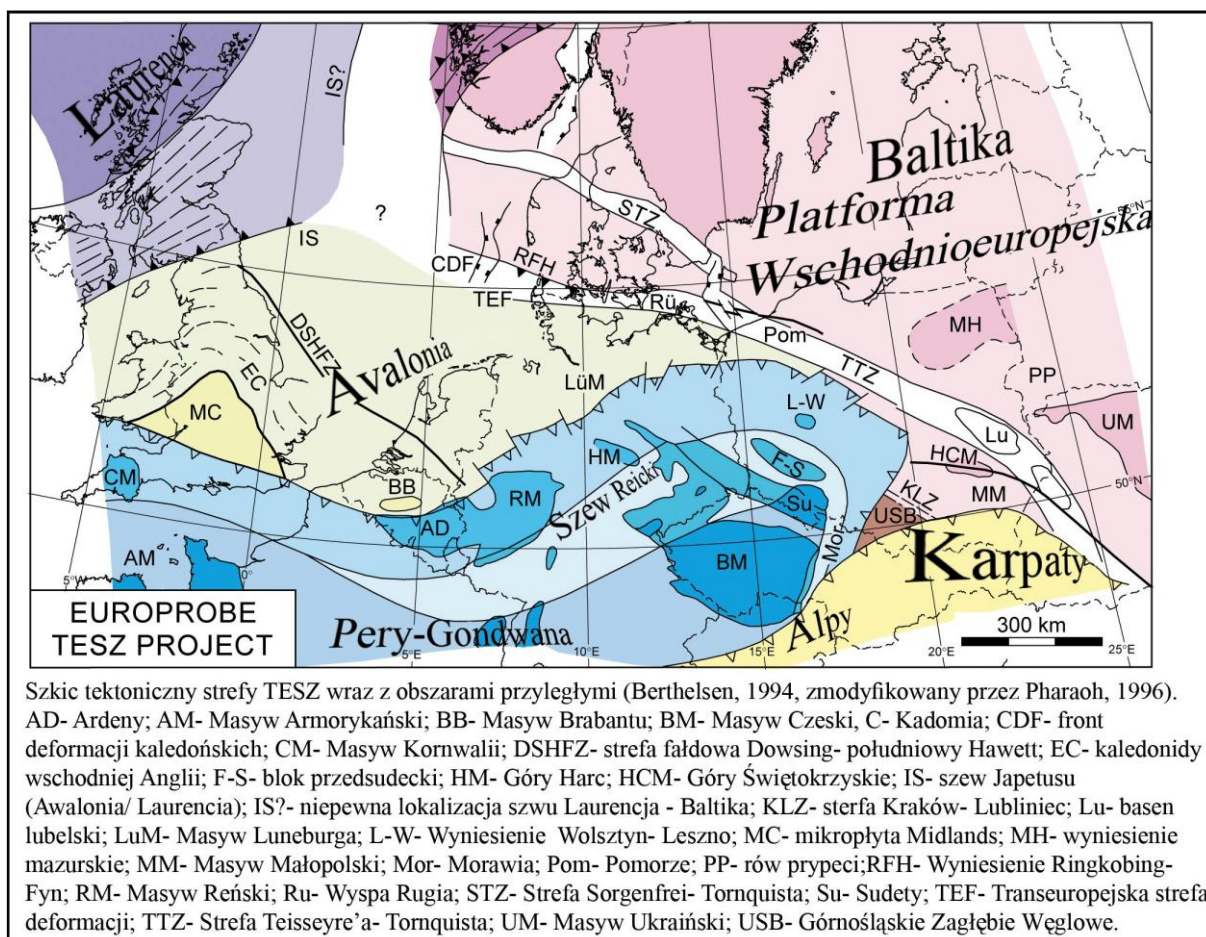 Laurencja
IS?
?
IS
CDF
RFH
TEF
STZ
Rü
Pom
Baltika
Platforma
Wschodnioeuropejska
55°N
MH
PP
UM
TTZ
Lu
HCM
50°N
MM
KLZ
USB
DSHFZ
EC
Avalonia
LüM
MC
CM
BB
AD
RM
HM
L-W
F-S
Su
Szew Reicki
Mor-
BM
AM
Karpaty
Alpy
Pery-Gondwana
5°W
0°
5°E
10°E
15°E
20°E
25°E
300 km
EUROPROBE
TESZ PROJECT
Szkic tektoniczny strefy TESZ wraz z obszarami przyległymi (Berthelsen, 1994, zmodyfikowany przez Pharaoh, 1996).
AD- Ardeny; AM- Masyw Armorykański; BB- Masyw Brabantu; BM- Masyw Czeski, C- Kadomia; CDF- front
deformacji kaledońskich; CM- Masyw Kornwalii; DSHFZ- strefa fałdowa Dowsing- południowy Hawett; EC- kaledonidy
wschodniej Anglii; F-S- blok przedsudecki; HM- Góry Harc; HCM- Góry Świętokrzyskie; IS- szew Japetusu
(Awalonia/ Laurencia); IS?- niepewna lokalizacja szwu Laurencja - Baltika; KLZ- sterfa Kraków- Lubliniec; Lu- basen
lubelski; LuM- Masyw Luneburga; L-W- Wyniesienie Wolsztyn- Leszno; MC- mikropłyta Midlands; MH- wyniesienie
mazurskie; MM- Masyw Małopolski; Mor- Morawia; Pom- Pomorze; PP- rów prypeci;RFH- Wyniesienie Ringkobing-
Fyn; RM- Masyw Reński; Ru- Wyspa Rugia; STZ- Strefa Sorgenfrei- Tornquista; Su- Sudety; TEF- Transeuropejska strefa
deformacji; TTZ- Strefa Teisseyre'a- Tornquista; UM- Masyw Ukraiński; USB- Górnośląskie Zagłębie Węglowe.